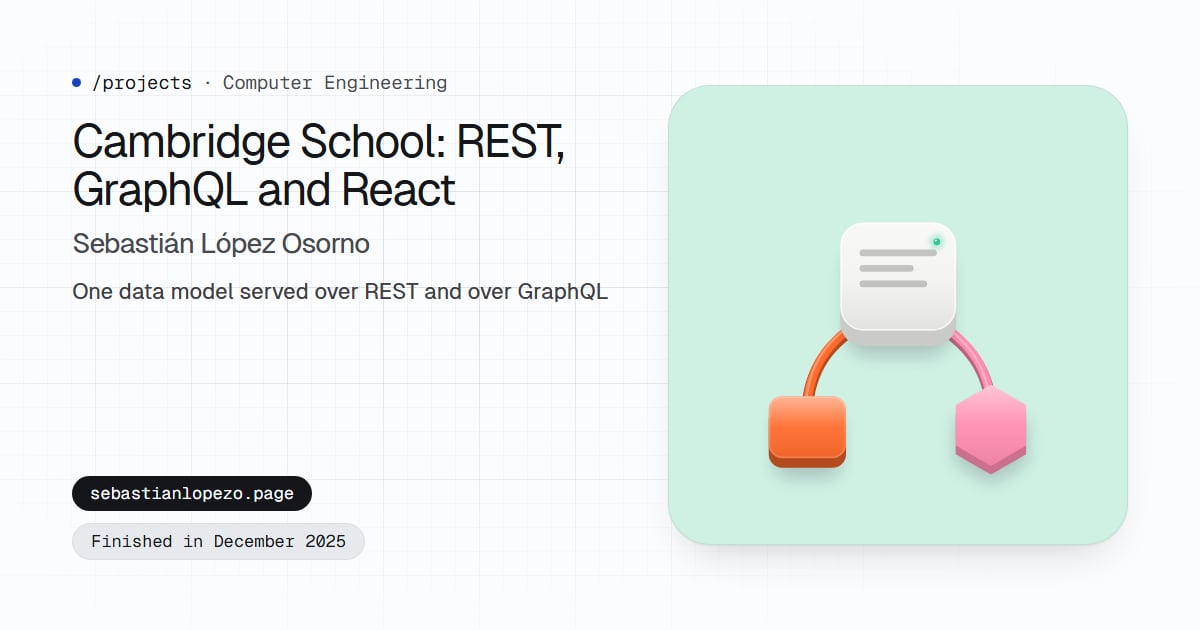 /projects · Computer Engineering
Cambridge School: REST,
GraphQL and React
Sebastián López Osorno
One data model served over REST and over GraphQL
sebastianlopezo.page
Finished in December 2025